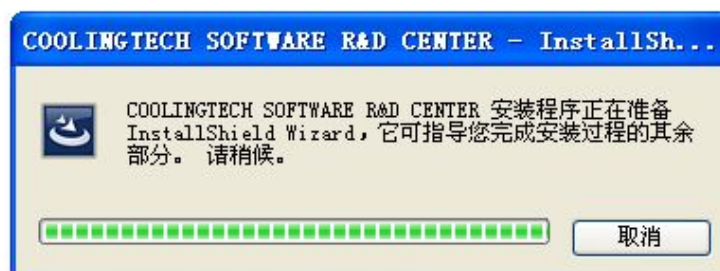 COOLINGTECH SOFTWARE R&D CENTER - InstallSh...
COOLINGTECH SOFTWARE R&D CENTER 安装程序正在准备
InstallShield Wizard，它可指导您完成安装过程的其余
部分。 请稍候。
取消